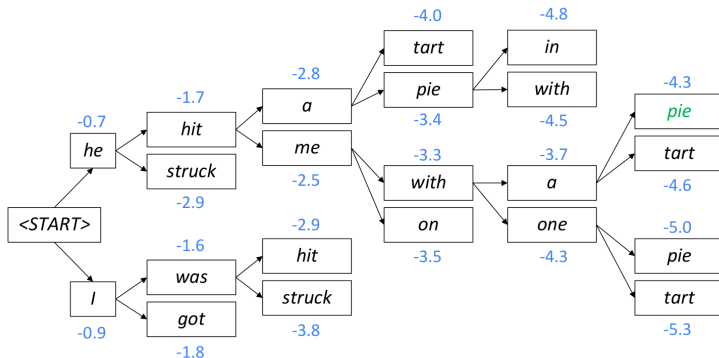 -4.0 -4.8
tart in
-2.8
-1.7 a pie with -4.3
-0.7 hit -3.4 -4.5 pie
he me -3.3 -3.7
struck -2.5 with a tart
-2.9 -4.6
<START> on one
-2.9 -3.5 -4.3 -5.0
-1.6 hit pie
was
I struck tart
got
-0.9 -3.8 -5.3
-1.8